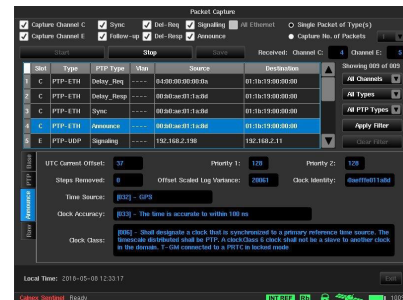 Capture Channel C Sync Del-Req Signalling All Ethernet Single Packet of Type(s)
Capture Channel E Follow-up Del-Resp Announce Capture No. of Packets 1
Start Stop Save Received: Channel C: 4 Channel E: 5
Slot Type PTP Type Vlan Source Destination Showing 009 of 009
1 C PTP-ETH Delay_Req ---- 04:00:00:00:00:0a 01:1b:19:00:00:00 All Channels
2 C PTP-ETH Delay_Resp ---- 00:b0:ae:01:1a:0d 01:1b:19:00:00:00 All Types
3 C PTP-ETH Sync ---- 00:b0:ae:01:1a:0d 01:1b:19:00:00:00 All PTP Types
4 C PTP-ETH Announce ---- 00:b0:ae:01:1a:0d 01:1b:19:00:00:00 Apply Filter
5 E PTP-UDP Signaling ---- 192.168.2.198 192.168.2.11 Clear Filter
Base PTP Announce Raw
UTC Current Offset: 37 Priority 1: 128 Priority 2: 128
Steps Removed: 0 Offset Scaled Log Variance: 20061 Clock Identity:
Time Source: [032] - GPS
Clock Accuracy: [033] - The time is accurate to within 100 ns
[006] - Shall designate a clock that is synchronized to a primary reference time source. The
Clock Class: timescale distributed shall be PTP. A clockClass 6 clock shall not be a slave to another clock
in the domain. T-GM connected to a PRTC in locked mode
Local Time: 2018-05-08 12:33:17 Exit
Calnex Sentinel Ready INT REF Rb 100%